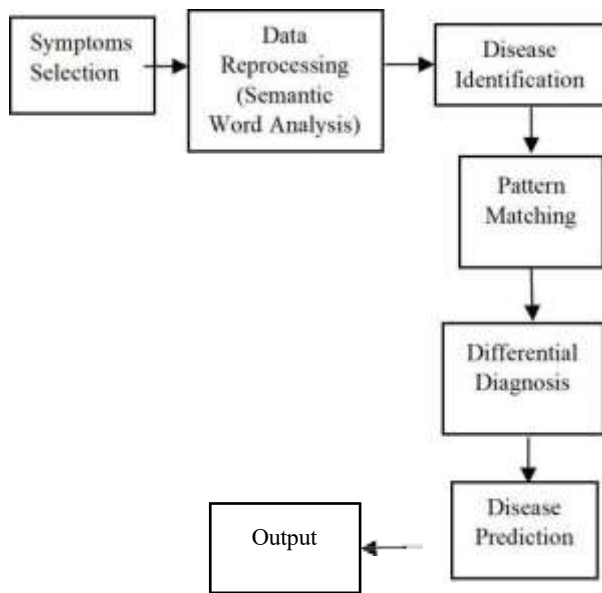 Symptoms
Selection
Data
Reprocessing
(Semantic
Word Analysis)
Disease
Identification
Pattern
Matching
Differential
Diagnosis
Disease
Prediction
Output